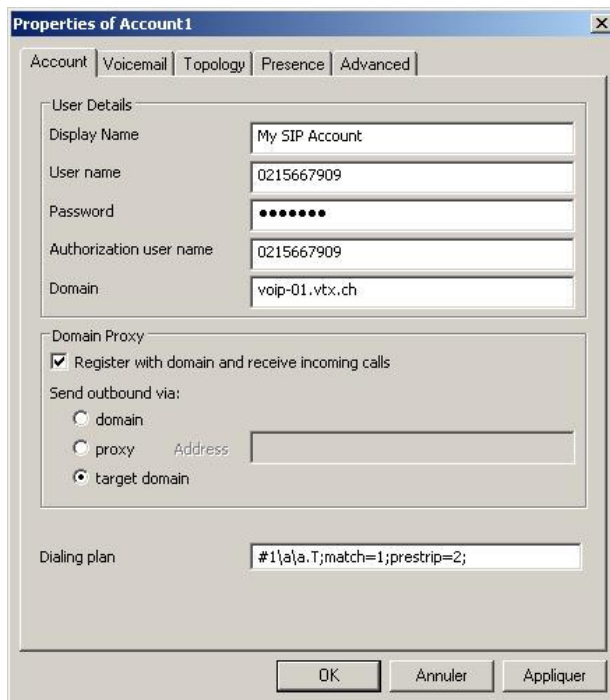 Properties of Account1
Account Voicemail Topology Presence Advanced
User Details
Display Name My SIP Account
User name 0215667909
Password •••••••
Authorization user name 0215667909
Domain voip-01.vtx.ch
Domain Proxy
Register with domain and receive incoming calls
Send outbound via:
domain
proxy Address
target domain
Dialing plan #1\a\a.T;match=1;prestrip=2;
OK Annuler Appliquer